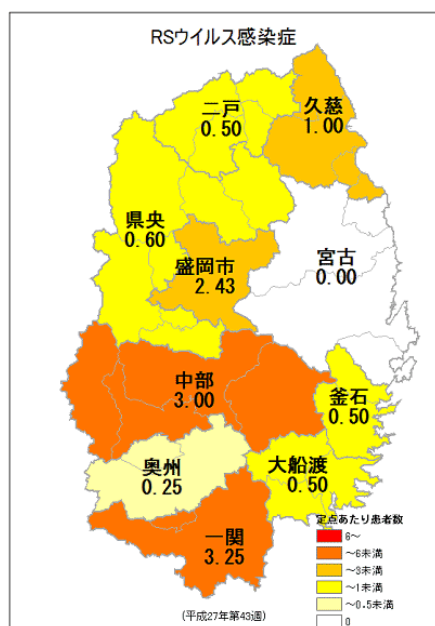 RSウイルス感染症
二戸
0.50
久慈
1.00
県央
0.60
盛岡市
2.43
宮古
0.00
中部
3.00
釜石
0.50
奥州
0.25
大船渡
0.50
一関
3.25
定点あたり患者数
6～
～6未満
～3未満
～1未満
～0.5未満
0
(平成27年第43週)